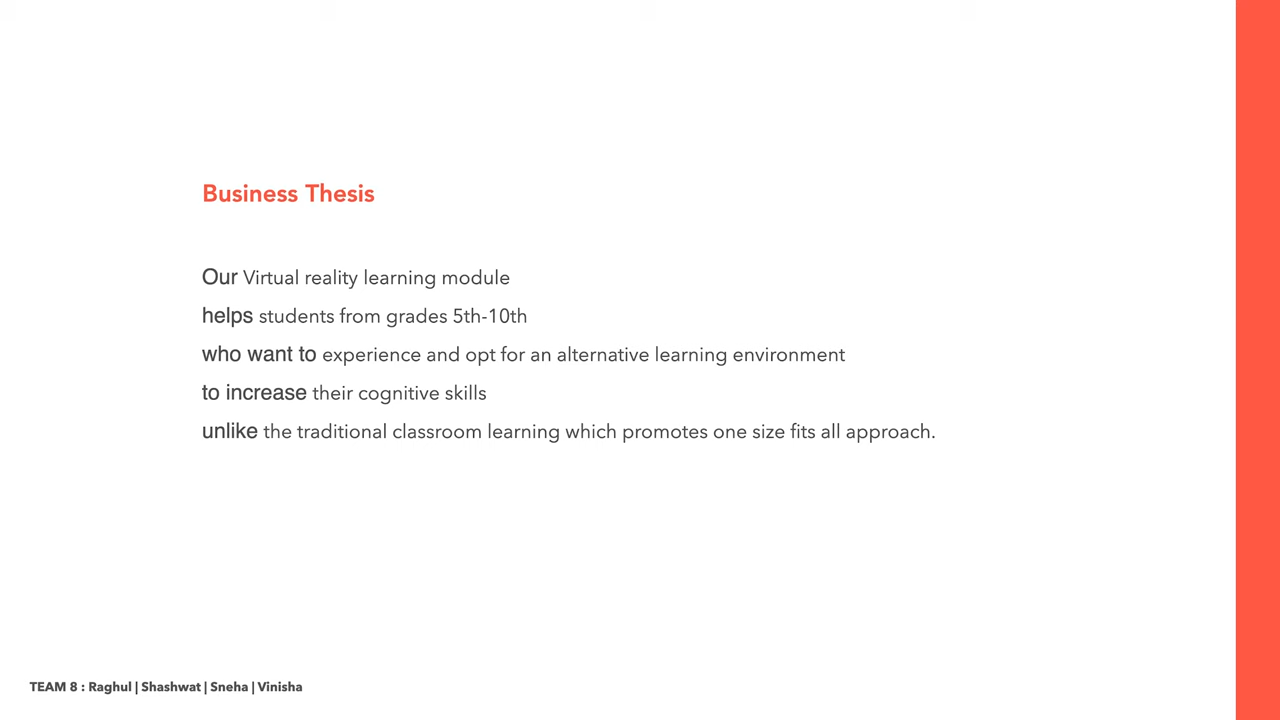 Business Thesis
Our Virtual reality learning module
helps students from grades 5th-10th
who want to experience and opt for an alternative learning environment
to increase their cognitive skills
unlike the traditional classroom learning which promotes one size fits all approach.
TEAM 8 : Raghul | Shashwat | Sneha | Vinisha